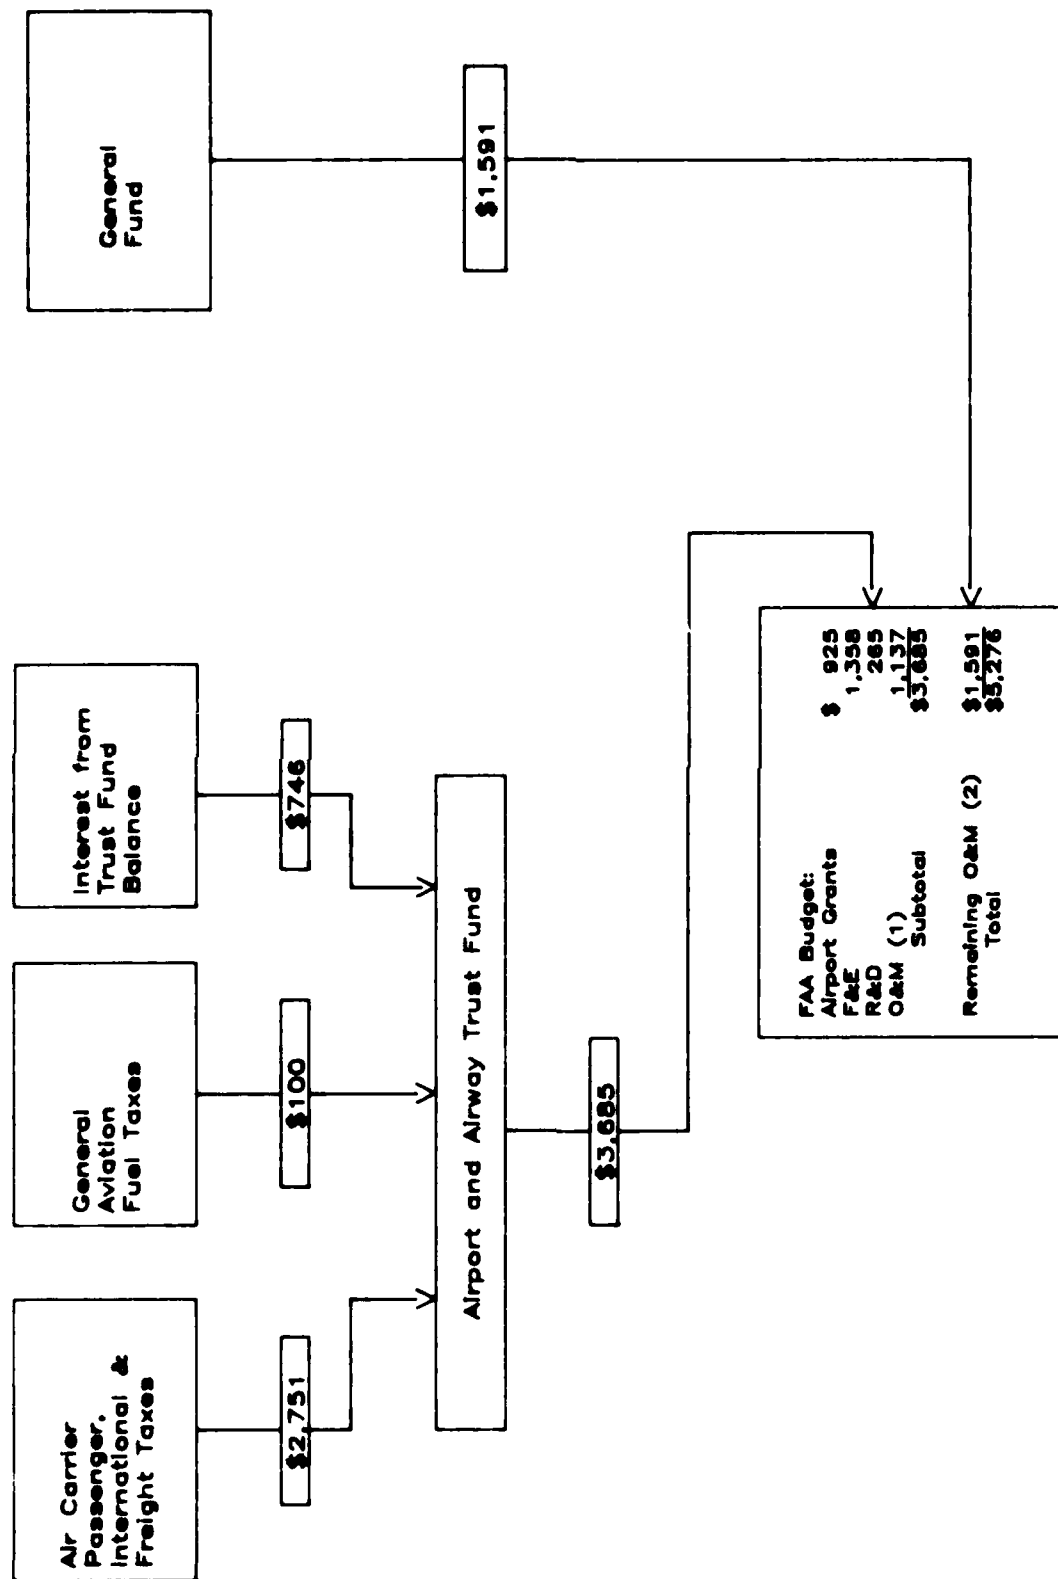 Air Carrier
Passenger,
International &
Freight Taxes
General
Aviation
Fuel Taxes
Interest from
Trust Fund
Balance
General
Fund
$2,751
$100
$746
$1,591
Airport and Airway Trust Fund
$3,685
FAA Budget:
Airport Grants $ 925
F&E 1,358
R&D 265
O&M (1) 1,137
Subtotal $3,685
Remaining O&M (2) $1,591
Total $5,276